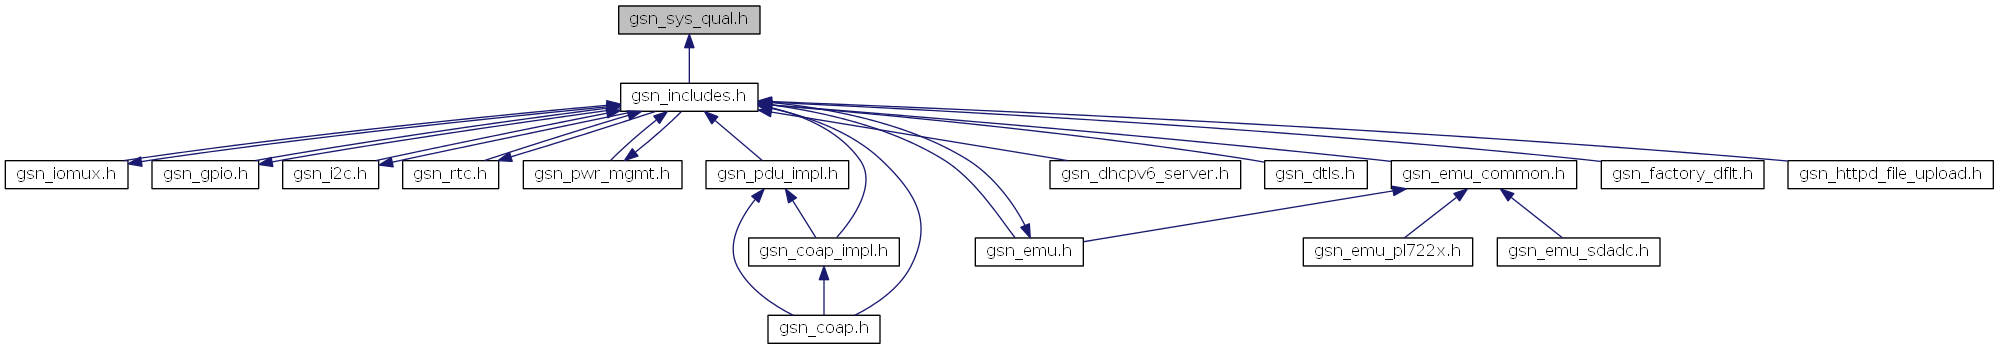 gsn_sys_qual.h
gsn_includes.h
gsn_iomux.h
gsn_gpio.h
gsn_i2c.h
gsn_rtc.h
gsn_pwr_mgmt.h
gsn_pdu_impl.h
gsn_dhcpv6_server.h
gsn_dtls.h
gsn_emu_common.h
gsn_factory_dflt.h
gsn_httpd_file_upload.h
gsn_coap_impl.h
gsn_emu.h
gsn_emu_pl722x.h
gsn_emu_sdadc.h
gsn_coap.h